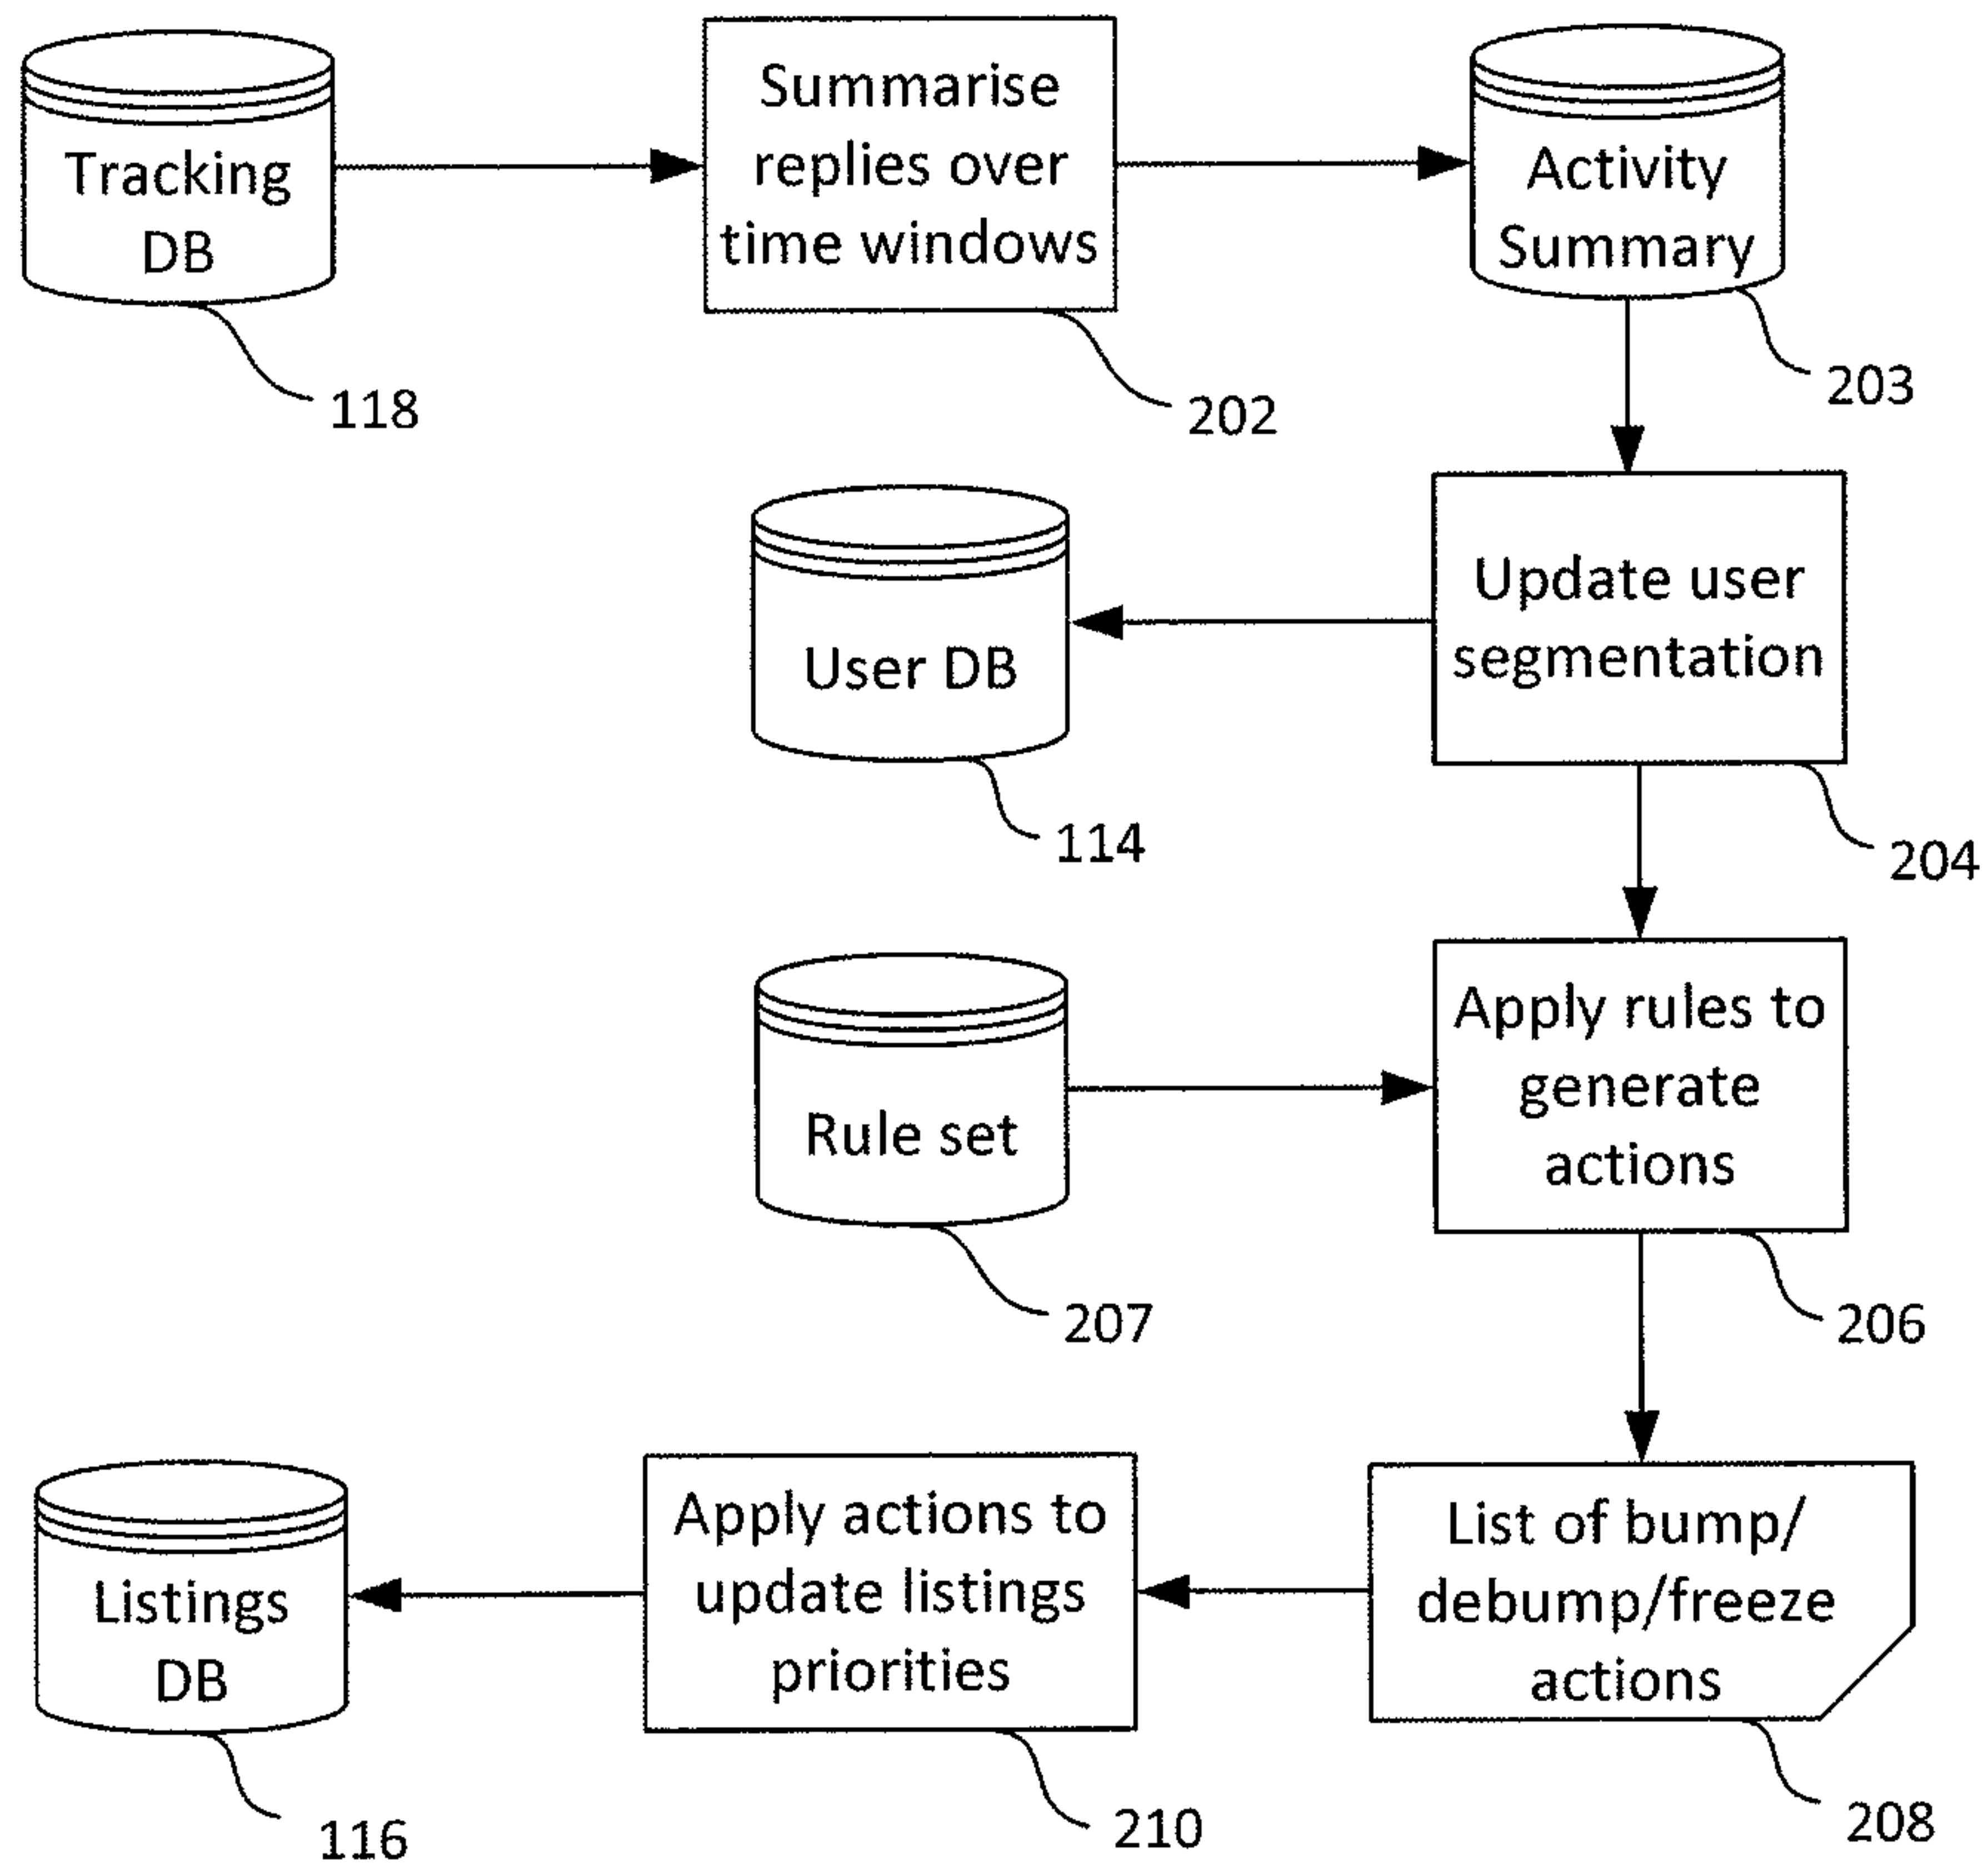 Tracking
DB
118
Summarise
replies over
time windows
202
Activity
Summary
203
User DB
114
Update user
segmentation
204
Rule set
207
Apply rules to
generate
actions
206
Listings
DB
116
Apply actions to
update listings
priorities
210
List of bump/
debump/freeze
actions
208